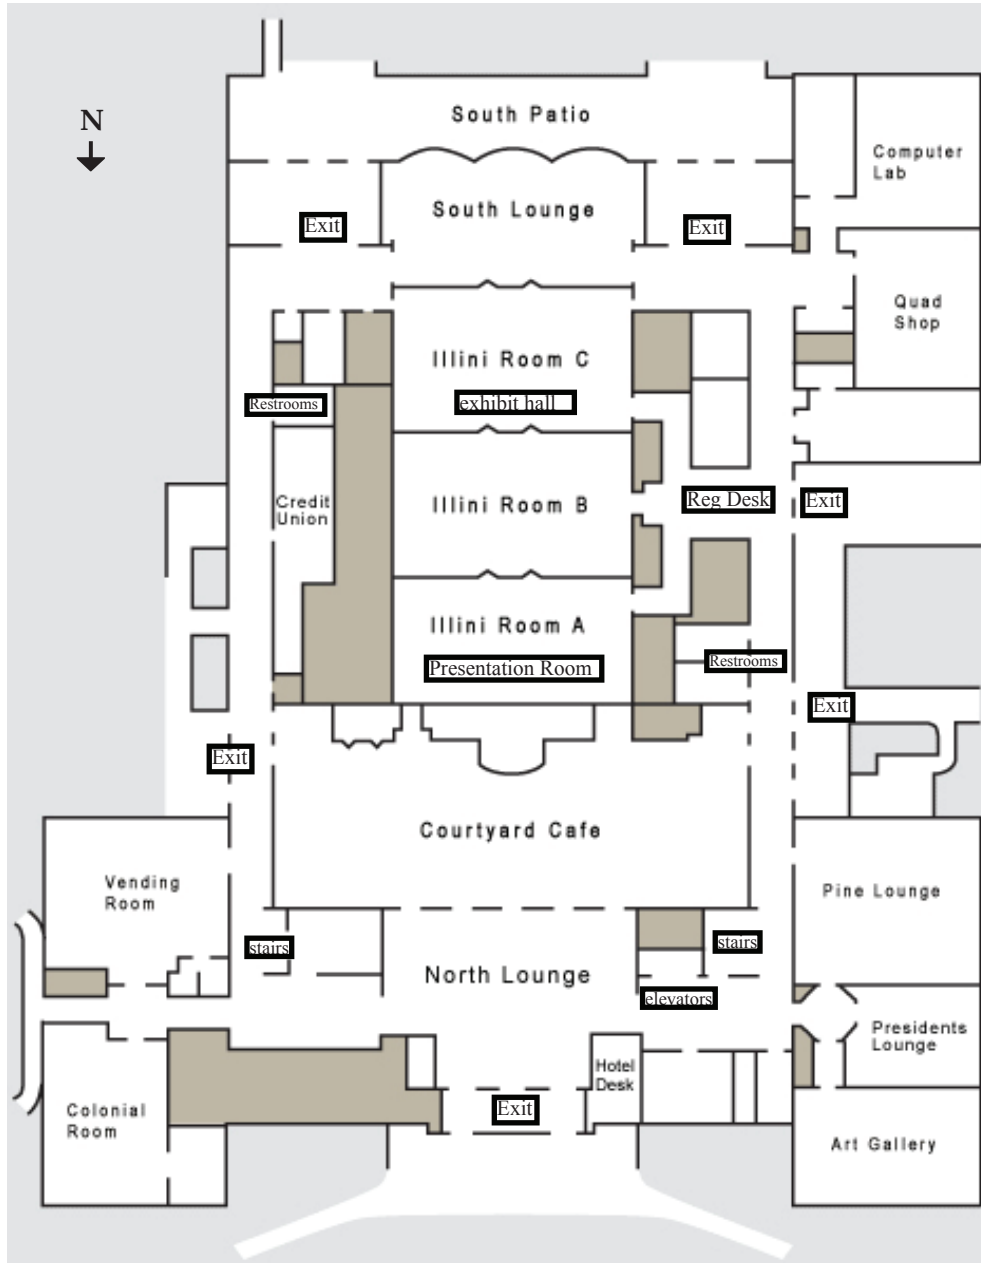 South Patio
N
Computer
Lab
South Lounge
Exit
Exit
Quad
Shop
Illini Room C
exhibit hall
Restrooms
Credit
Union
Illini Room B
Reg Desk
Exit
Illini Room A
Presentation Room
Restrooms
Exit
Exit
Courtyard Cafe
Vending
Room
Pine Lounge
stairs
stairs
North Lounge
elevators
Presidents
Lounge
Hotel
Desk
Colonial
Room
Exit
Art Gallery